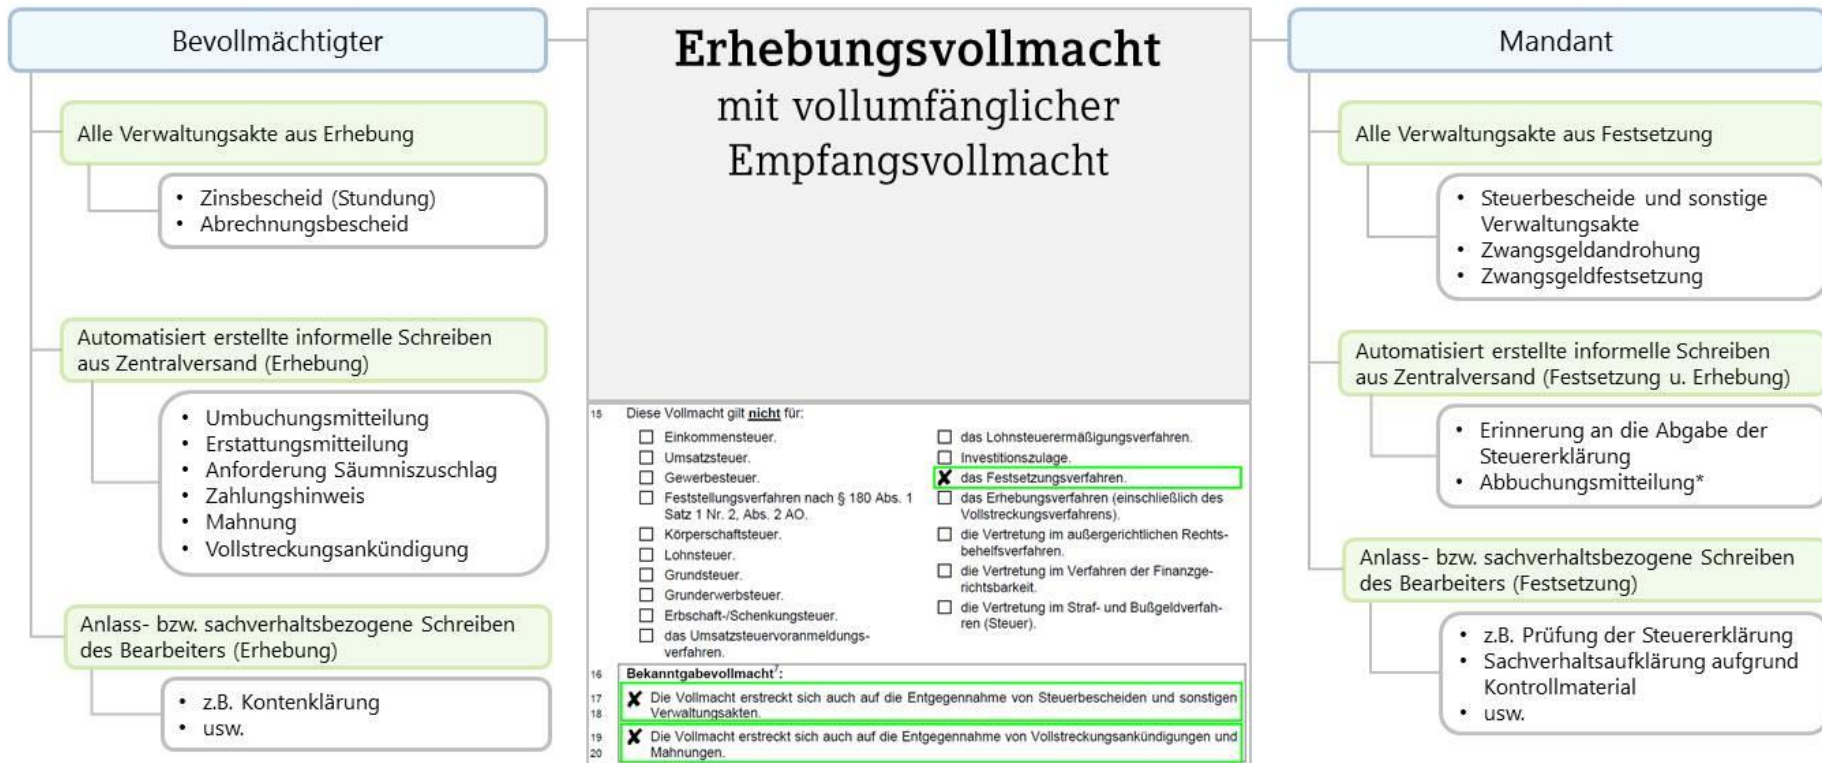 Bevollmächtigter
Alle Verwaltungsakte aus Erhebung
• Zinsbescheid (Stundung)
• Abrechnungsbescheid
Automatisiert erstellte informelle Schreiben
aus Zentralversand (Erhebung)
• Umbuchungsmitteilung
• Erstattungsmitteilung
• Anforderung Säumniszuschlag
• Zahlungshinweis
• Mahnung
• Vollstreckungsankündigung
Anlass- bzw. sachverhaltsbezogene Schreiben
des Bearbeiters (Erhebung)
• z.B. Kontenklärung
• usw.
Erhebungsvollmacht
mit vollumfänglicher
Empfangsvollmacht
15 Diese Vollmacht gilt nicht für:
Einkommensteuer.
Umsatzsteuer.
Gewerbesteuer.
Feststellungsverfahren nach § 180 Abs. 1
Satz 1 Nr. 2, Abs. 2 AO.
Körperschaftsteuer.
Lohnsteuer.
Grundsteuer.
Grunderwerbsteuer.
Erbschaft-/Schenkungsteuer.
das Umsatzsteuervoranmeldungs-
verfahren.
das Lohnsteuerermäßigungsverfahren.
Investitionszulage.
✘ das Festsetzungsverfahren.
das Erhebungsverfahren (einschließlich des
Vollstreckungsverfahrens).
die Vertretung im außergerichtlichen Rechts-
behelfsverfahren.
die Vertretung im Verfahren der Finanzge-
richtsbarkeit.
die Vertretung im Straf- und Bußgeldverfah-
ren (Steuer).
16 Bekanntgabevollmacht7:
17 ✘ Die Vollmacht erstreckt sich auch auf die Entgegennahme von Steuerbescheiden und sonstigen
18 Verwaltungsakten.
19 ✘ Die Vollmacht erstreckt sich auch auf die Entgegennahme von Vollstreckungsankündigungen und
20 Mahnungen.
Mandant
Alle Verwaltungsakte aus Festsetzung
• Steuerbescheide und sonstige
Verwaltungsakte
• Zwangsgeldandrohung
• Zwangsgeldfestsetzung
Automatisiert erstellte informelle Schreiben
aus Zentralversand (Festsetzung u. Erhebung)
• Erinnerung an die Abgabe der
Steuererklärung
• Abbuchungsmitteilung*
Anlass- bzw. sachverhaltsbezogene Schreiben
des Bearbeiters (Festsetzung)
• z.B. Prüfung der Steuererklärung
• Sachverhaltsaufklärung aufgrund
Kontrollmaterial
• usw.